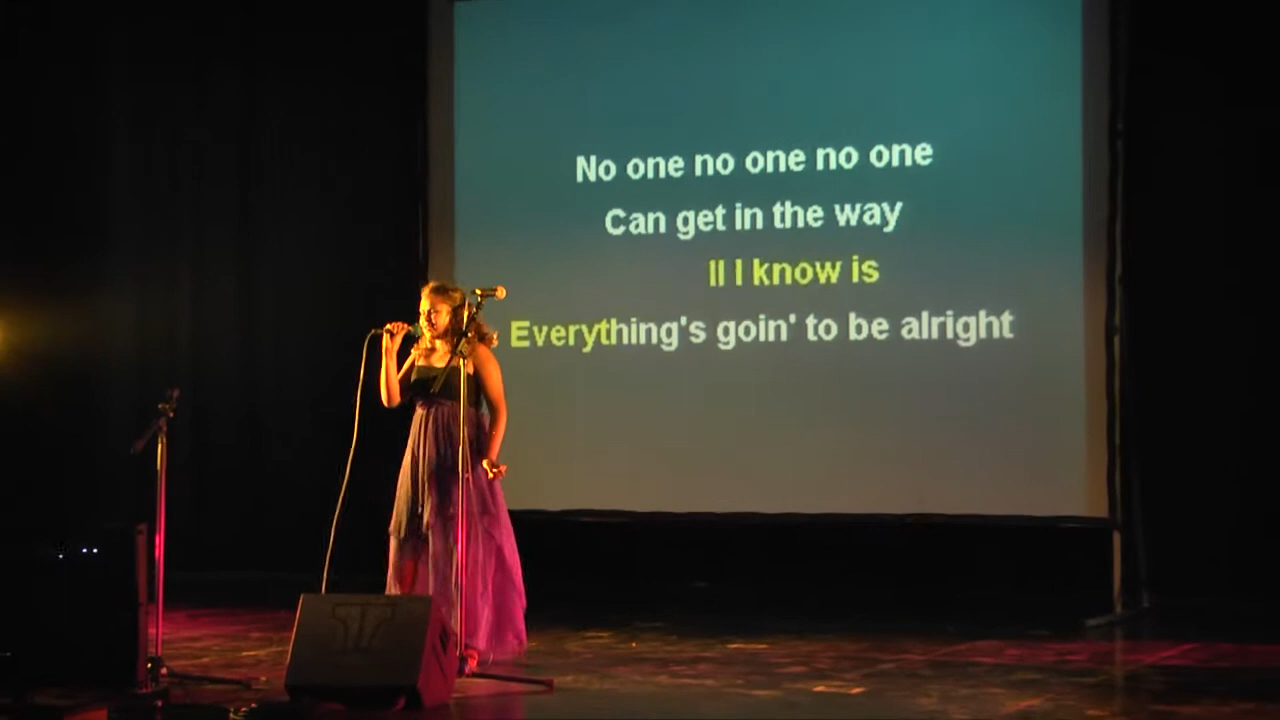 No one no one no one
Can get in the way
ll I know is
Everything's goin' to be alright